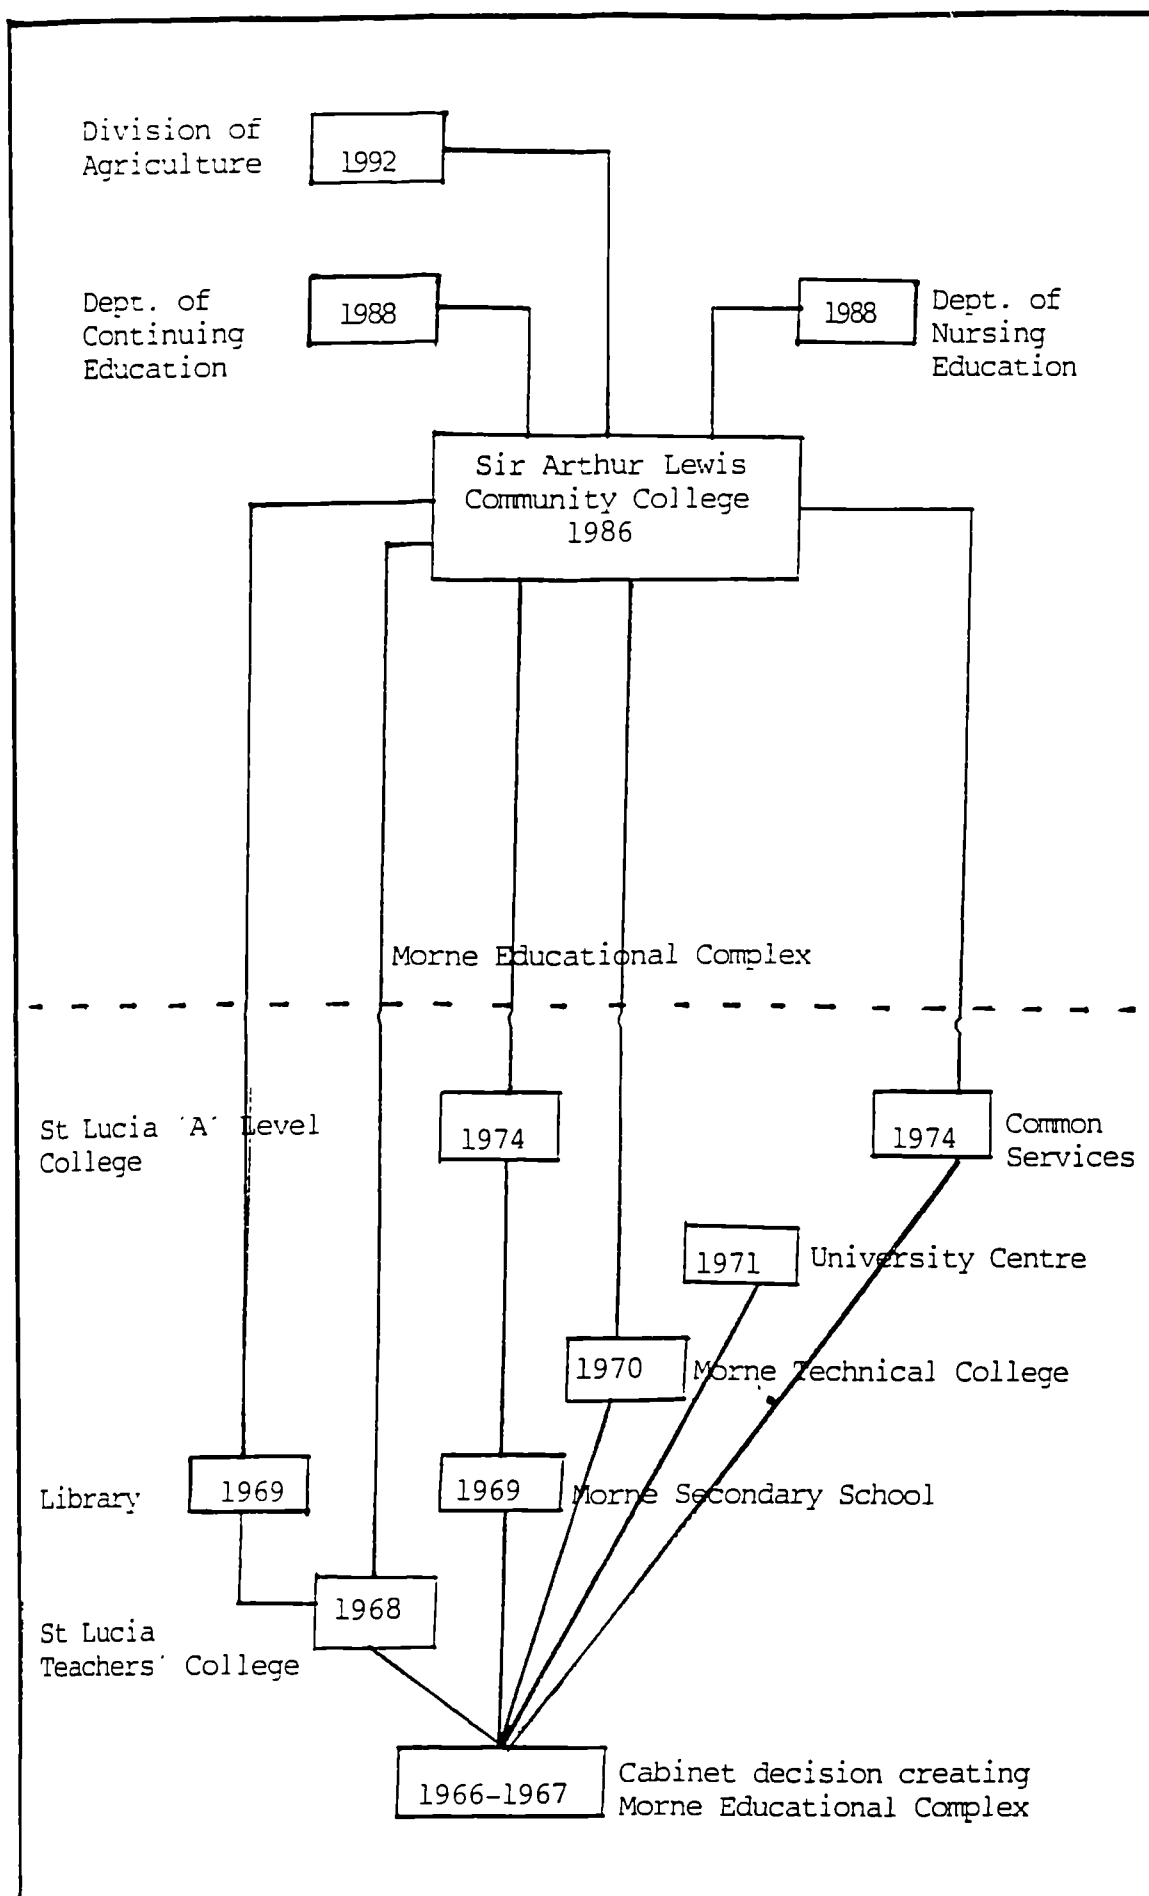 Division of
Agriculture
1992
Dept. of
Continuing
Education
1988
1988
Dept. of
Nursing
Education
Sir Arthur Lewis
Community College
1986
Morne Educational Complex
St Lucia 'A' Level
College
1974
1974
Common
Services
1971
University Centre
1970
Morne Technical College
Library
1969
1969
Morne Secondary School
St Lucia
Teachers' College
1968
1966-1967
Cabinet decision creating
Morne Educational Complex